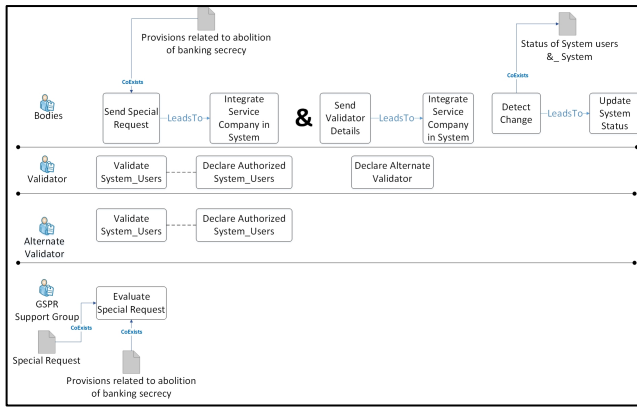 Provisions related to abolition
of banking secrecy
Status of System users
&_ System
CoExists
CoExists
Bodies
Send Special
Request
LeadsTo
Integrate
Service
Company in
System
&
Send
Validator
Details
LeadsTo
Integrate
Service
Company
in System
Detect
Change
LeadsTo
Update
System
Status
Validator
Validate
System_Users
Declare Authorized
System_Users
Declare Alternate
Validator
Alternate
Validator
Validate
System_Users
Declare Authorized
System_Users
GSPR
Support Group
Evaluate
Special Request
CoExists
CoExists
Special Request
Provisions related to abolition
of banking secrecy